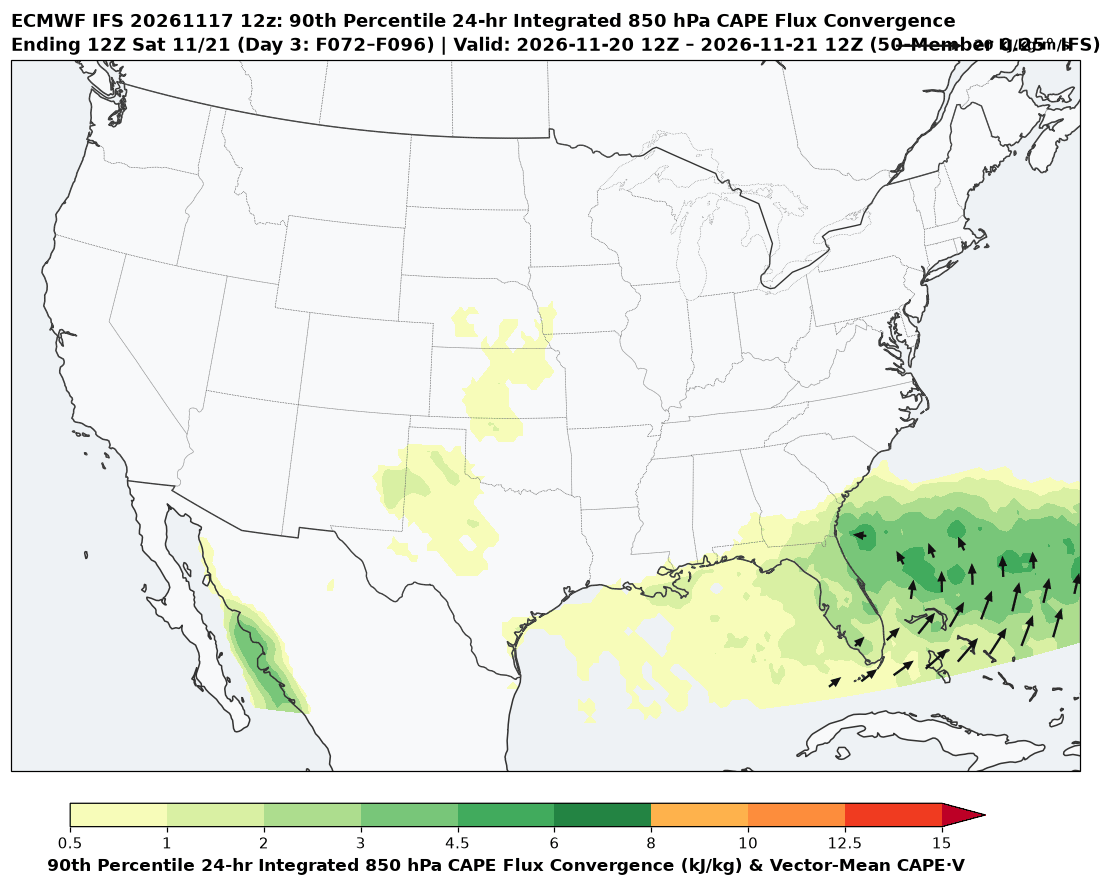 ECMWF IFS 20261117 12z: 90th Percentile 24-hr Integrated 850 hPa CAPE Flux Convergence
Ending 12Z Sat 11/21 (Day 3: F072–F096) | Valid: 2026-11-20 12Z – 2026-11-21 12Z (50-Member 0.25° IFS)
0.5 1 2 3 4.5 6 8 10 12.5 15
90th Percentile 24-hr Integrated 850 hPa CAPE Flux Convergence (kJ/kg) & Vector-Mean CAPE·V